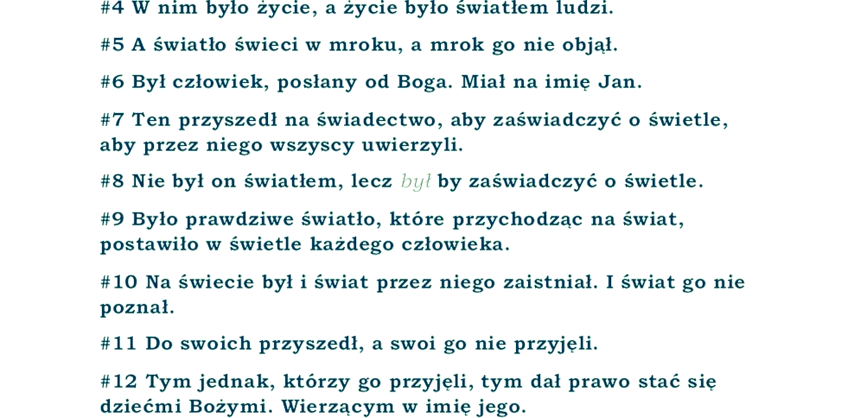 #4 W nim było życie, a życie było światłem ludzi.
#5 A światło świeci w mroku, a mrok go nie objął.
#6 Był człowiek, posłany od Boga. Miał na imię Jan.
#7 Ten przyszedł na świadectwo, aby zaświadczyć o świetle,
aby przez niego wszyscy uwierzyli.
#8 Nie był on światłem, lecz był by zaświadczyć o świetle.
#9 Było prawdziwe światło, które przychodząc na świat,
postawiło w świetle każdego człowieka.
#10 Na świecie był i świat przez niego zaistniał. I świat go nie
poznał.
#11 Do swoich przyszedł, a swoi go nie przyjęli.
#12 Tym jednak, którzy go przyjęli, tym dał prawo stać się
dziećmi Bożymi. Wierzącym w imię jego.